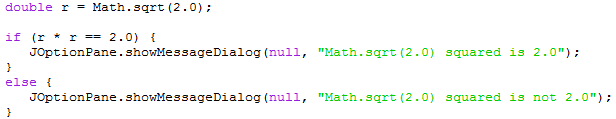 double r = Math.sqrt(2.0);
if (r * r == 2.0) {
   JOptionPane.showMessageDialog(null, "Math.sqrt(2.0) squared is 2.0");
}
else {
   JOptionPane.showMessageDialog(null, "Math.sqrt(2.0) squared is not 2.0");
}